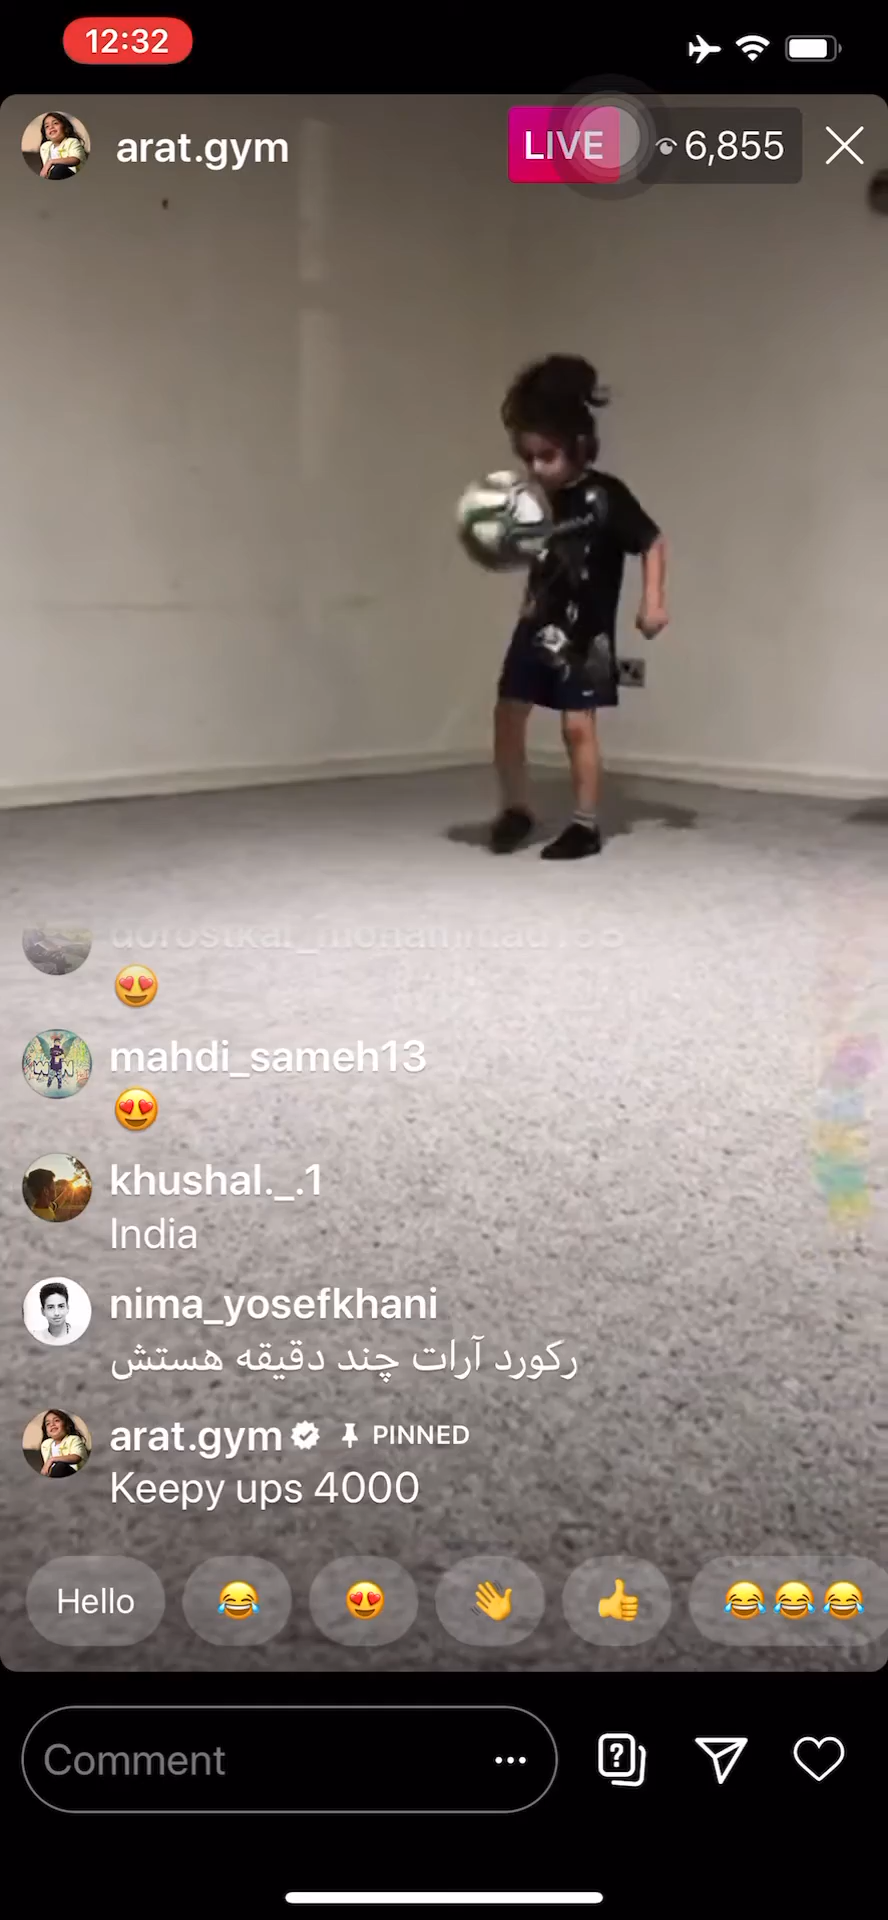 12:32
arat.gym
LIVE
6,855
mahdi_sameh13
😍
khushal._.1
India
nima_yosefkhani
رکورد آرات چند دقیقه هستش
arat.gym PINNED
Keepy ups 4000
Hello
Comment